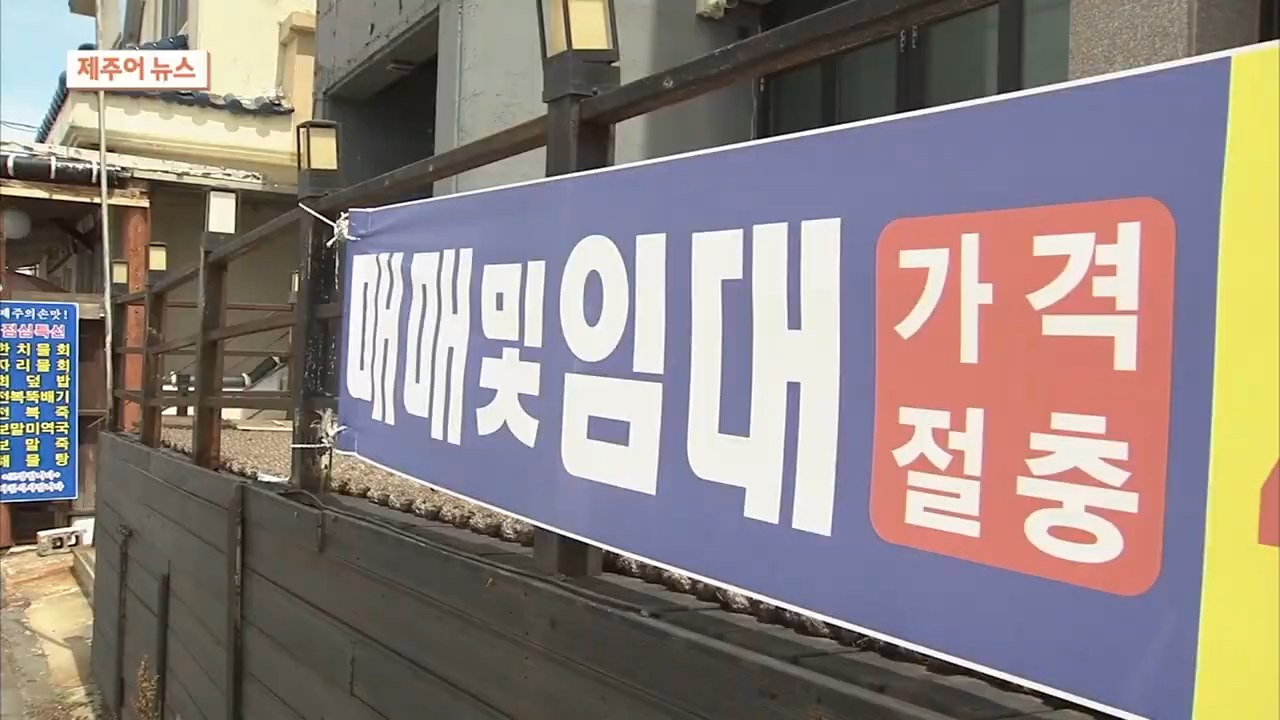 제주어 뉴스
매매 및 임대
가격
절충
제주의손맛!
점심특선
한치물회
자리물회
회덮밥
전복뚝배기
전복죽
보말미역국
보말죽
해물탕